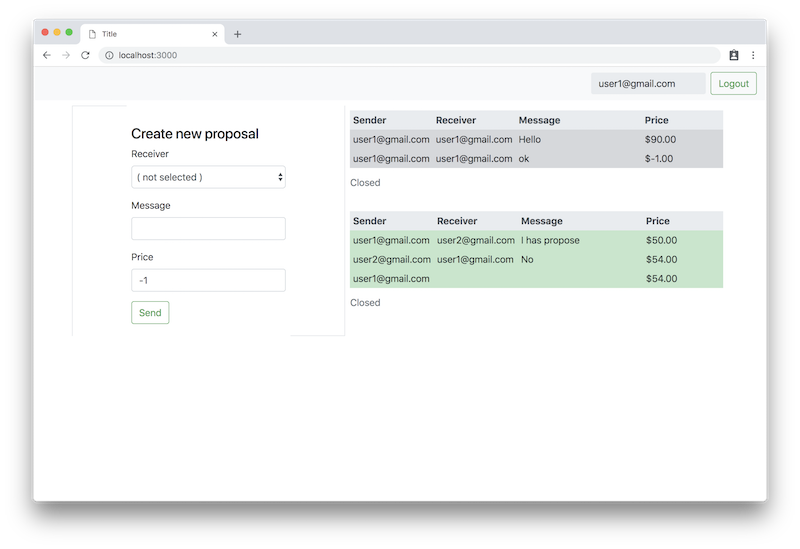 Title
localhost:3000
user1@gmail.com Logout
Create new proposal
Receiver
( not selected )
Message
Price
-1
Send
Sender Receiver Message Price
user1@gmail.com user1@gmail.com Hello $90.00
user1@gmail.com user1@gmail.com ok $-1.00
Closed
Sender Receiver Message Price
user1@gmail.com user2@gmail.com I has propose $50.00
user2@gmail.com user1@gmail.com No $54.00
user1@gmail.com $54.00
Closed